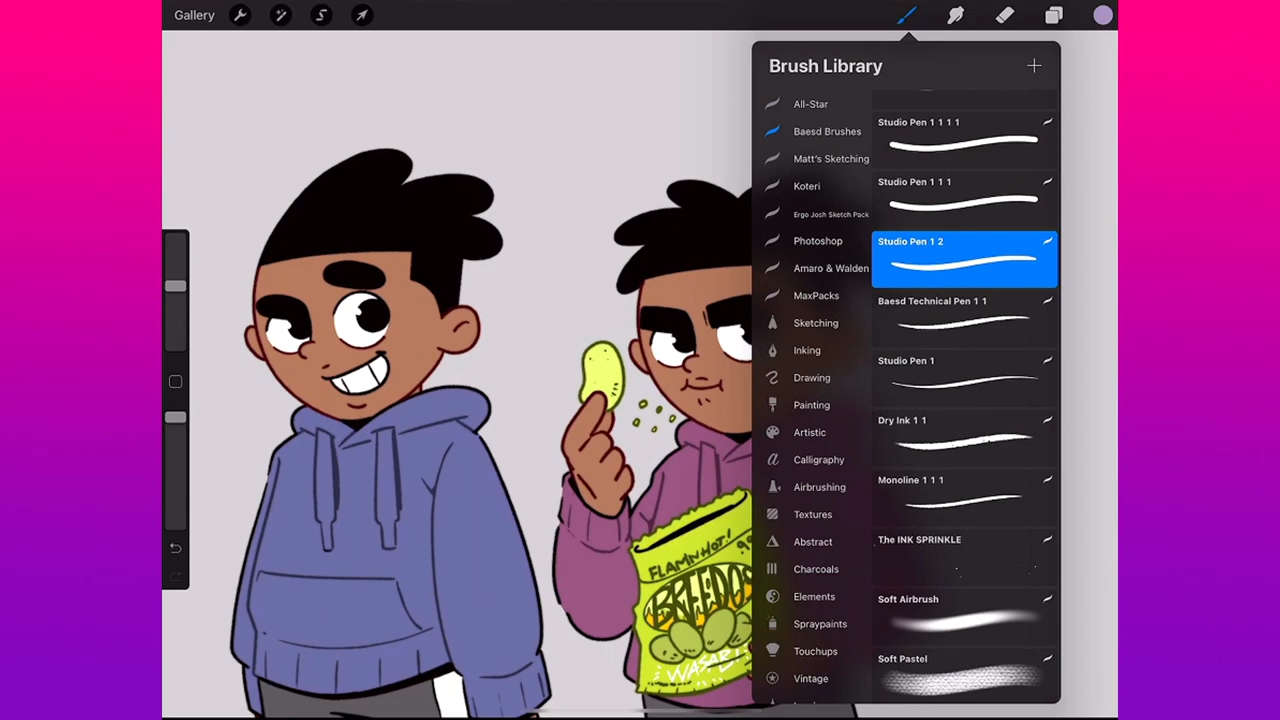 Gallery
Brush Library
All-Star
Baesd Brushes
Matt's Sketching
Koteri
Ergo Josh Sketch Pack
Photoshop
Amaro & Walden
MaxPacks
Sketching
Inking
Drawing
Painting
Artistic
Calligraphy
Airbrushing
Textures
Abstract
Charcoals
Elements
Spraypaints
Touchups
Vintage
Studio Pen 1 1 1 1
Studio Pen 1 1 1
Studio Pen 1 2
Baesd Technical Pen 1 1
Studio Pen 1
Dry Ink 1 1
Monoline 1 1 1
The INK SPRINKLE
Soft Airbrush
Soft Pastel
FLAMNHOT!
BREEDOS
WASABI